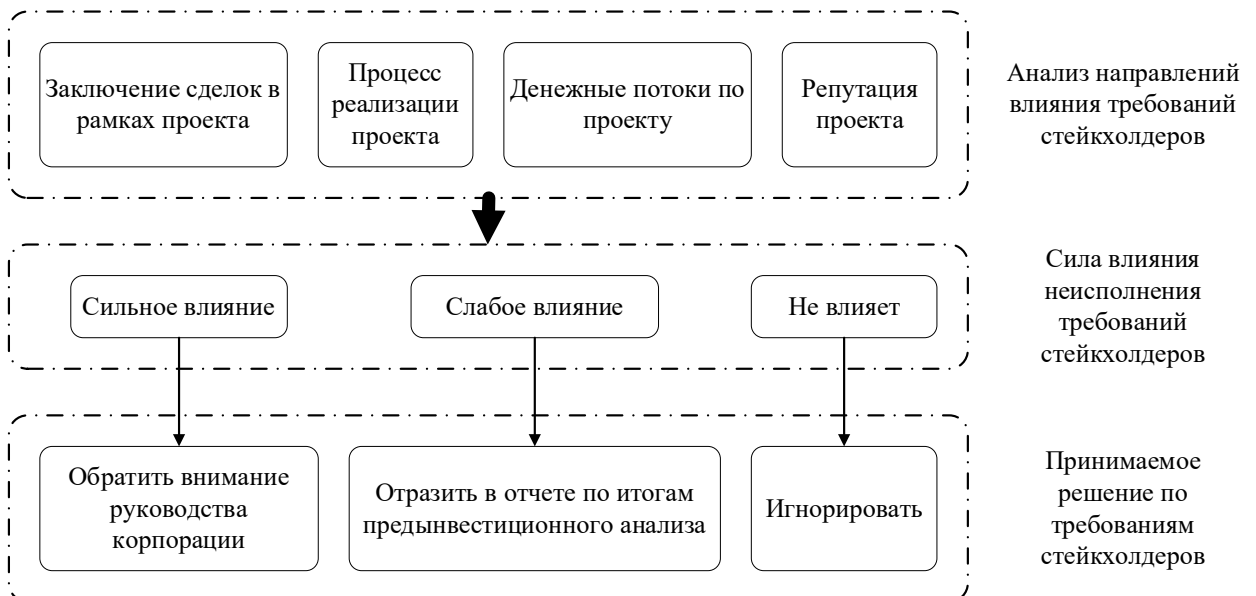 Заключение сделок в
рамках проекта
Процесс
реализации
проекта
Денежные потоки по
проекту
Репутация
проекта
Анализ направлений
влияния требований
стейкхолдеров
Сильное влияние
Слабое влияние
Не влияет
Сила влияния
неисполнения
требований
стейкхолдеров
Обратить внимание
руководства
корпорации
Отразить в отчете по итогам
предынвестиционного анализа
Игнорировать
Принимаемое
решение по
требованиям
стейкхолдеров